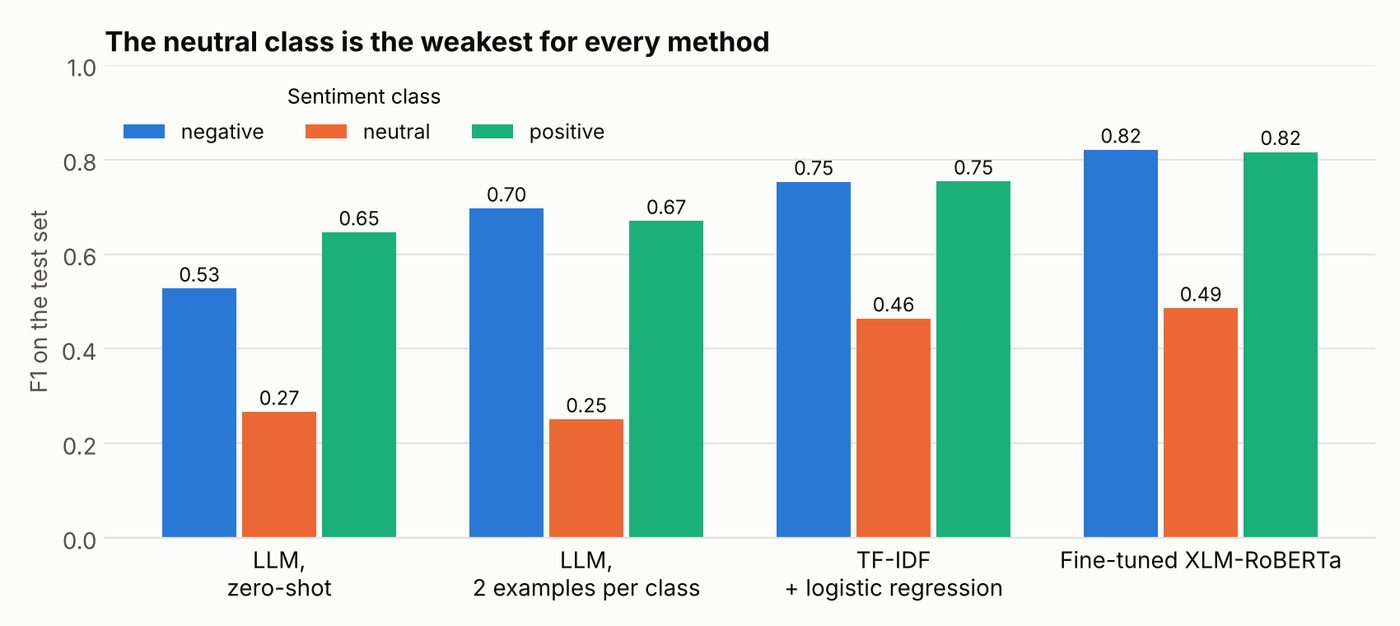 The neutral class is the weakest for every method
Sentiment class
negative neutral positive
F1 on the test set
1.0
0.8
0.6
0.4
0.2
0.0
0.53 0.27 0.65
0.70 0.25 0.67
0.75 0.46 0.75
0.82 0.49 0.82
LLM,
zero-shot
LLM,
2 examples per class
TF-IDF
+ logistic regression
Fine-tuned XLM-RoBERTa